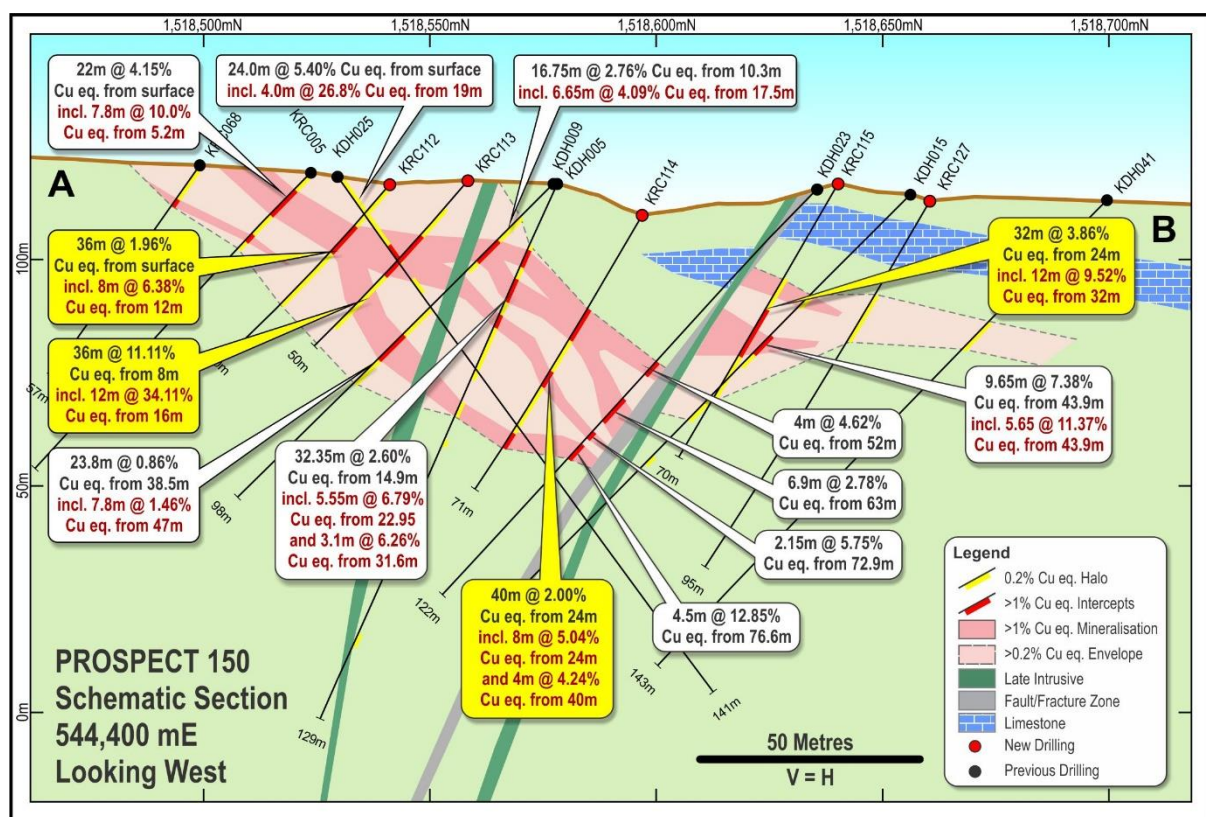 1,518,500mN
1,518,550mN
1,518,600mN
1,518,650mN
1,518,700mN
22m @ 4.15%
Cu eq. from surface
incl. 7.8m @ 10.0%
Cu eq. from 5.2m
24.0m @ 5.40% Cu eq. from surface
incl. 4.0m @ 26.8% Cu eq. from 19m
16.75m @ 2.76% Cu eq. from 10.3m
incl. 6.65m @ 4.09% Cu eq. from 17.5m
KRC005
KDH025
KRC112
KRC113
KDH009
KDH005
KRC114
KDH023
KRC115
KDH015
KRC127
KDH041
A
B
100m
50m
0m
36m @ 1.96%
Cu eq. from surface
incl. 8m @ 6.38%
Cu eq. from 12m
36m @ 11.11%
Cu eq. from 8m
incl. 12m @ 34.11%
Cu eq. from 16m
23.8m @ 0.86%
Cu eq. from 38.5m
incl. 7.8m @ 1.46%
Cu eq. from 47m
32.35m @ 2.60%
Cu eq. from 14.9m
incl. 5.55m @ 6.79%
Cu eq. from 22.95
and 3.1m @ 6.26%
Cu eq. from 31.6m
40m @ 2.00%
Cu eq. from 24m
incl. 8m @ 5.04%
Cu eq. from 24m
and 4m @ 4.24%
Cu eq. from 40m
32m @ 3.86%
Cu eq. from 24m
incl. 12m @ 9.52%
Cu eq. from 32m
9.65m @ 7.38%
Cu eq. from 43.9m
incl. 5.65 @ 11.37%
Cu eq. from 43.9m
4m @ 4.62%
Cu eq. from 52m
6.9m @ 2.78%
Cu eq. from 63m
2.15m @ 5.75%
Cu eq. from 72.9m
4.5m @ 12.85%
Cu eq. from 76.6m
57m
50m
98m
71m
122m
129m
70m
95m
143m
141m
PROSPECT 150
Schematic Section
544,400 mE
Looking West
50 Metres
V = H
Legend
0.2% Cu eq. Halo
>1% Cu eq. Intercepts
>1% Cu eq. Mineralisation
>0.2% Cu eq. Envelope
Late Intrusive
Fault/Fracture Zone
Limestone
New Drilling
Previous Drilling